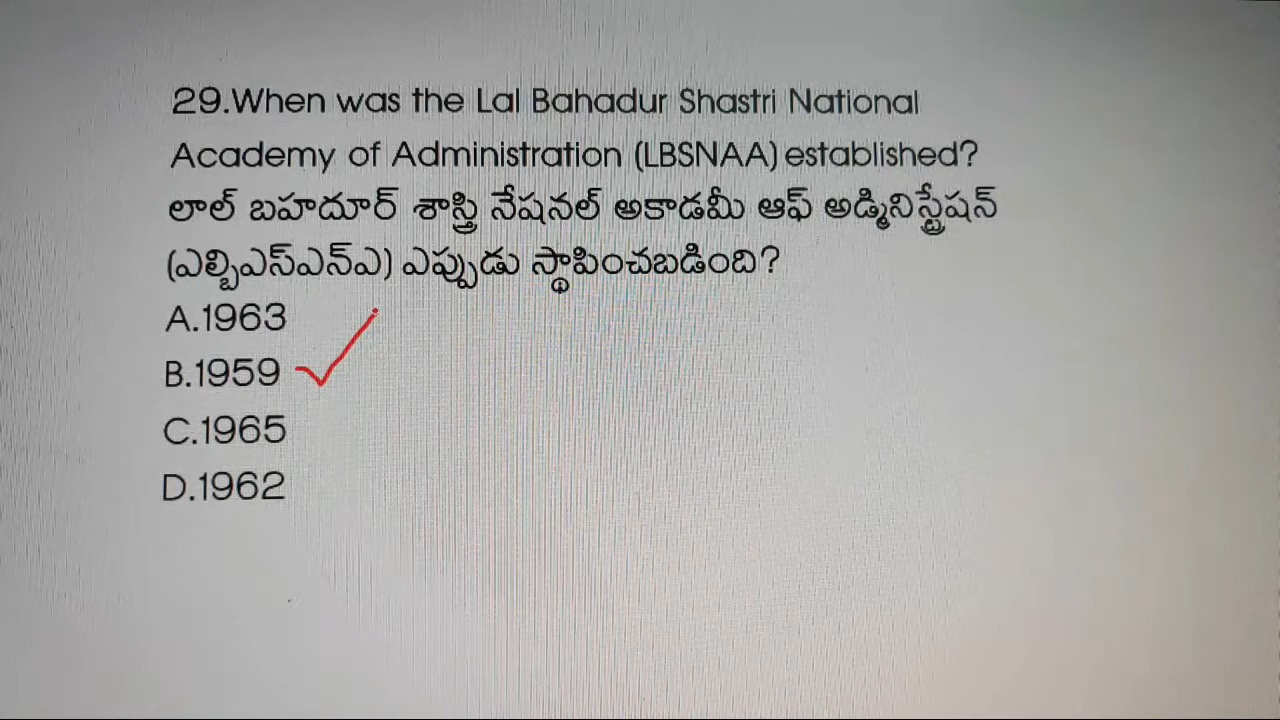 29.When was the Lal Bahadur Shastri National
Academy of Administration (LBSNAA) established?
లాల్ బహదూర్ శాస్త్రి నేషనల్ అకాడమీ ఆఫ్ అడ్మినిస్ట్రేషన్
(ఎల్బిఎస్ఎన్ఎ) ఎప్పుడు స్థాపించబడింది?
A.1963
B.1959
C.1965
D.1962